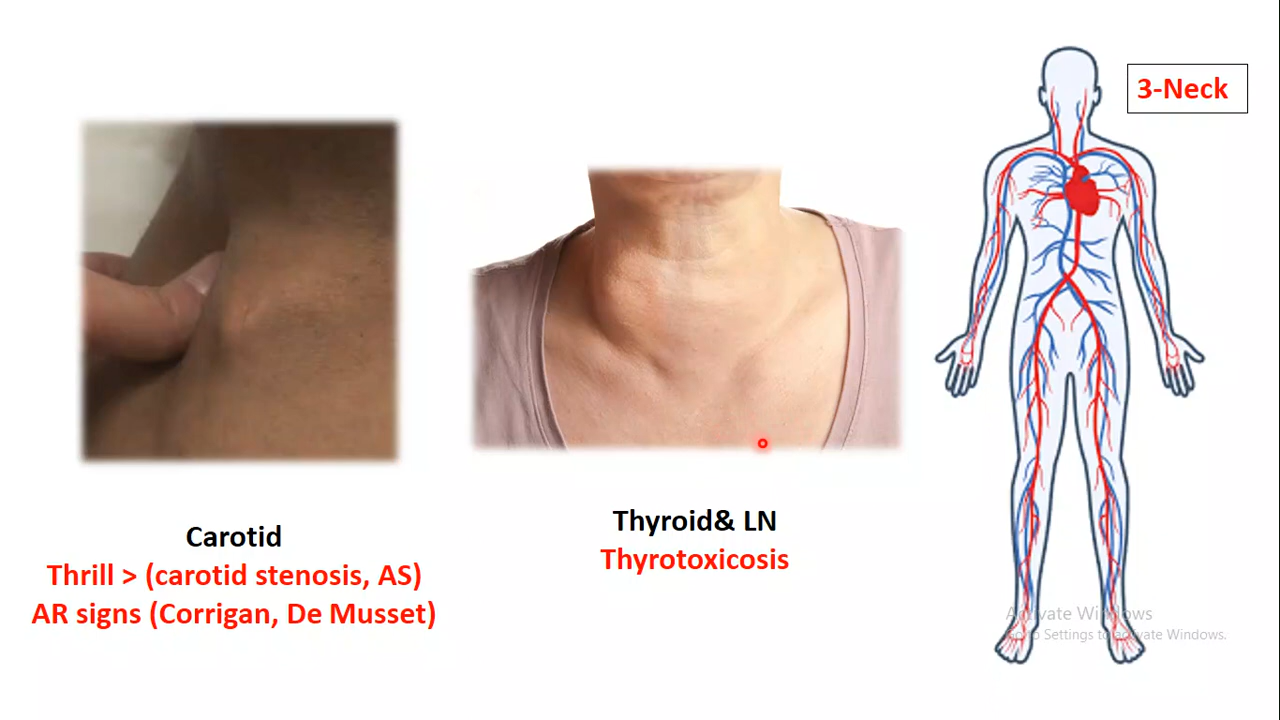 3-Neck
Carotid
Thrill > (carotid stenosis, AS)
AR signs (Corrigan, De Musset)
Thyroid& LN
Thyrotoxicosis
Activate Windows
Go to Settings to activate Windows.